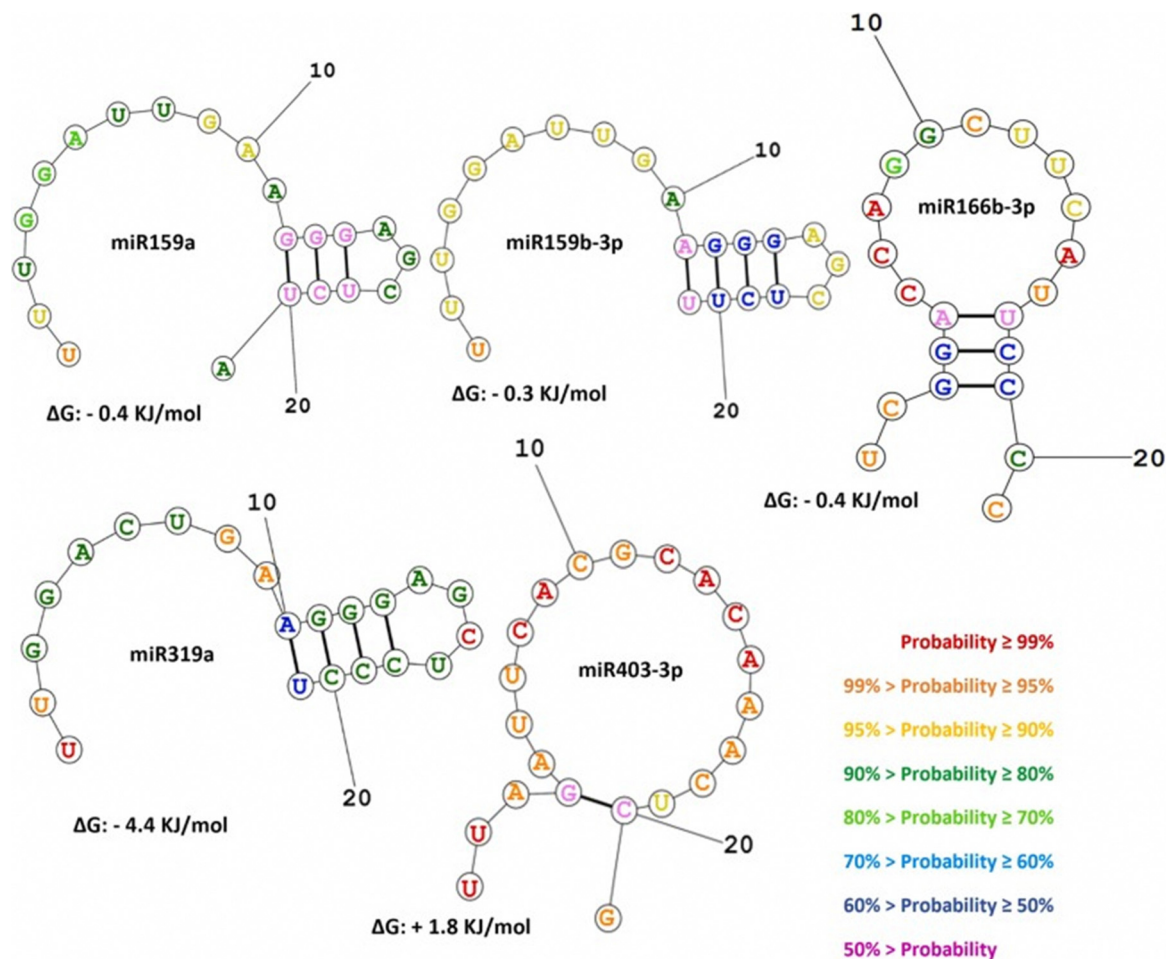 10
U U U G G A U U G A A G G G A G C U C U A
miR159a
20
ΔG: - 0.4 KJ/mol
10
U U U G G A U U G A A G G G A G C U C U U
miR159b-3p
20
ΔG: - 0.3 KJ/mol
10
U C G G A C C A G G C U U C A U U C C C C
miR166b-3p
20
ΔG: - 0.4 KJ/mol
10
U U G G A C U G A A G G G A G C U C C C U
miR319a
20
ΔG: - 4.4 KJ/mol
10
U U A G A U U C A C G C A C A A A C U C G
miR403-3p
20
ΔG: + 1.8 KJ/mol
Probability ≥ 99%
99% > Probability ≥ 95%
95% > Probability ≥ 90%
90% > Probability ≥ 80%
80% > Probability ≥ 70%
70% > Probability ≥ 60%
60% > Probability ≥ 50%
50% > Probability